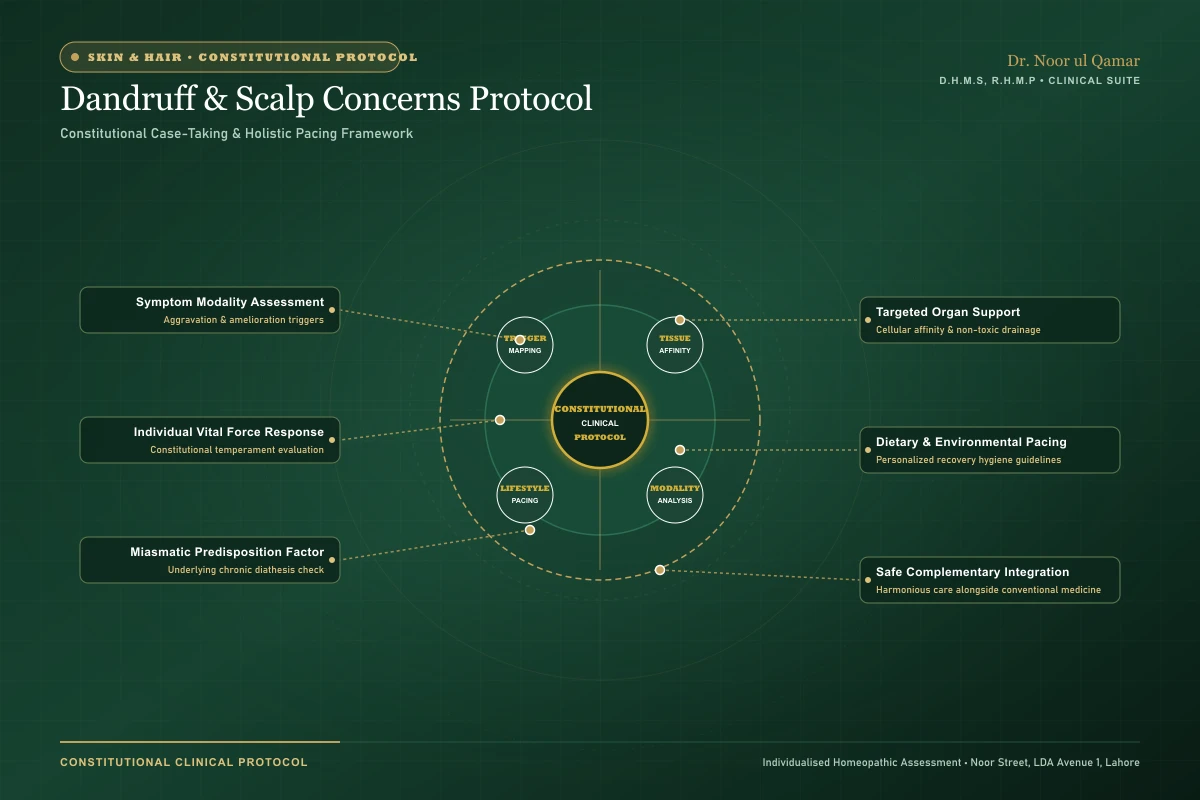 SKIN & HAIR • CONSTITUTIONAL PROTOCOL
Dandruff & Scalp Concerns Protocol
Constitutional Case-Taking & Holistic Pacing Framework
Dr. Noor ul Qamar
D.H.M.S, R.H.M.P • CLINICAL SUITE
Symptom Modality Assessment
Aggravation & amelioration triggers
Individual Vital Force Response
Constitutional temperament evaluation
Miasmatic Predisposition Factor
Underlying chronic diathesis check
MAPPING
TISSUE
AFFINITY
CONSTITUTIONAL
CLINICAL
PROTOCOL
LIFESTYLE
PACING
MODALITY
ANALYSIS
Targeted Organ Support
Cellular affinity & non-toxic drainage
Dietary & Environmental Pacing
Personalized recovery hygiene guidelines
Safe Complementary Integration
Harmonious care alongside conventional medicine
CONSTITUTIONAL CLINICAL PROTOCOL
Individualised Homeopathic Assessment • Noor Street, LDA Avenue 1, Lahore